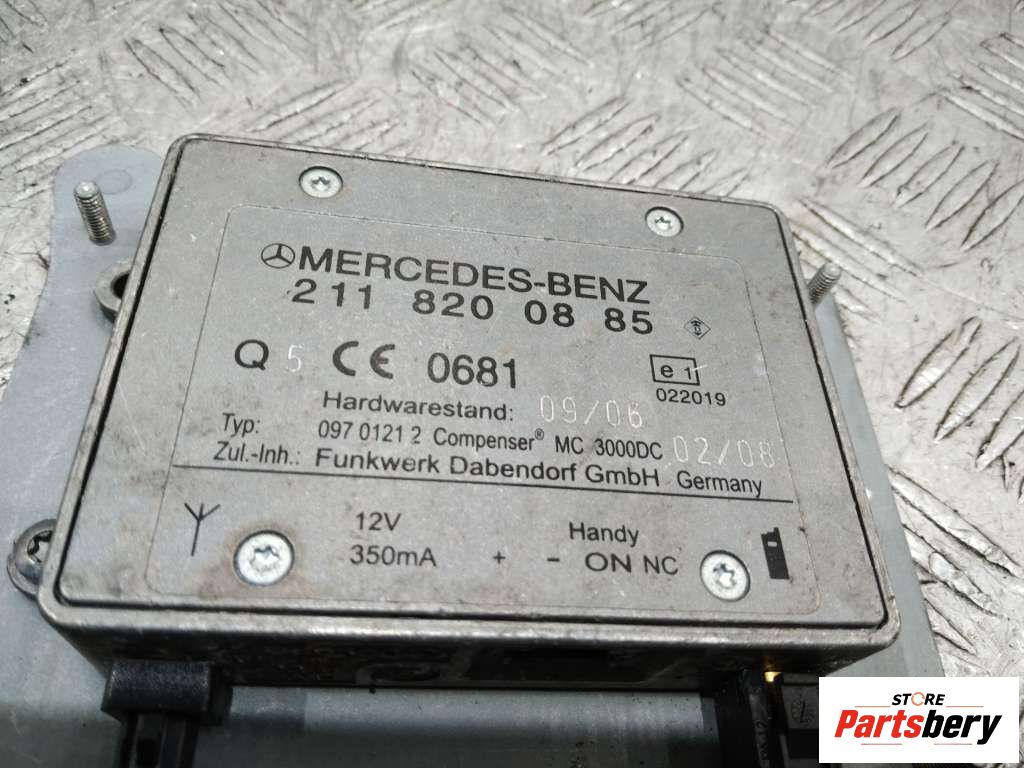 MERCEDES-BENZ
211 820 08 85
Q 5 CE 0681
e 1
022019
Hardwarestand: 09/06
Typ: 097 0121 2 Compenser® MC 3000DC 02/08
Zul.-Inh.: Funkwerk Dabendorf GmbH Germany
12V Handy
350mA + - ON NC
STORE
Partsbery